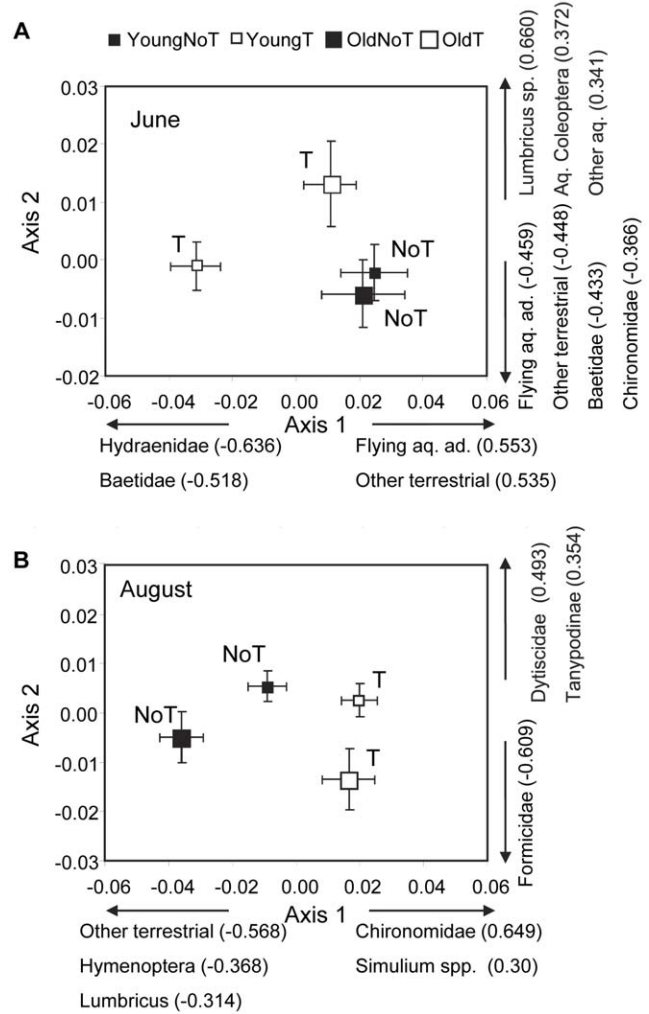 A
YoungNoT YoungT OldNoT OldT
0.03
0.02
0.01
0.00
-0.01
-0.02
Axis 2
June
T
T
NoT
NoT
-0.06 -0.04 -0.02 0.00 0.02 0.04 0.06
Axis 1
Hydraenidae (-0.636) Flying aq. ad. (0.553)
Baetidae (-0.518) Other terrestrial (0.535)
Lumbricus sp. (0.660)
Aq. Coleoptera (0.372)
Other aq. (0.341)
Flying aq. ad. (-0.459)
Other terrestrial (-0.448)
Baetidae (-0.433)
Chironomidae (-0.366)
B
0.03
0.02
0.01
0.00
-0.01
-0.02
-0.03
Axis 2
August
NoT
T
NoT
T
-0.06 -0.04 -0.02 0.00 0.02 0.04 0.06
Axis 1
Other terrestrial (-0.568) Chironomidae (0.649)
Hymenoptera (-0.368) Simulium spp. (0.30)
Lumbricus (-0.314)
Dytiscidae (0.493)
Tanypodinae (0.354)
Formicidae (-0.609)